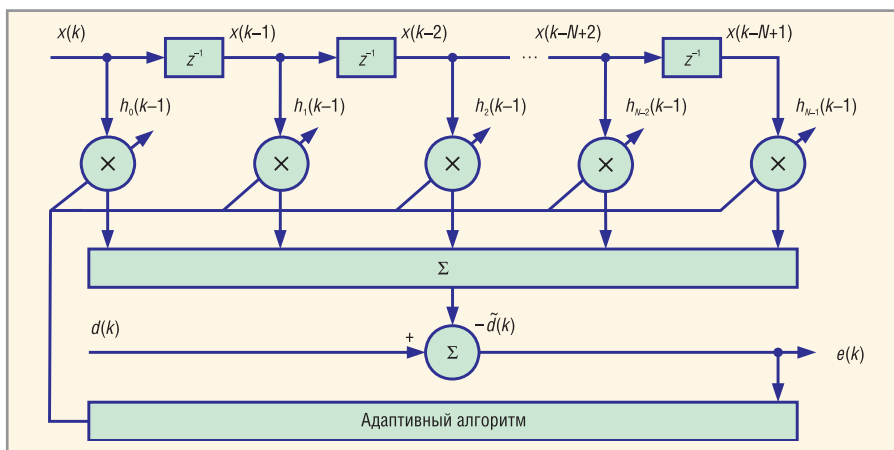 x(k) x(k−1) x(k−2) x(k−N+2) x(k−N+1)
z⁻¹ z⁻¹ ... z⁻¹
h₀(k−1) h₁(k−1) h₂(k−1) h_{N−2}(k−1) h_{N−1}(k−1)
× × × × ×
Σ
−d̃(k)
d(k) + Σ e(k)
Адаптивный алгоритм